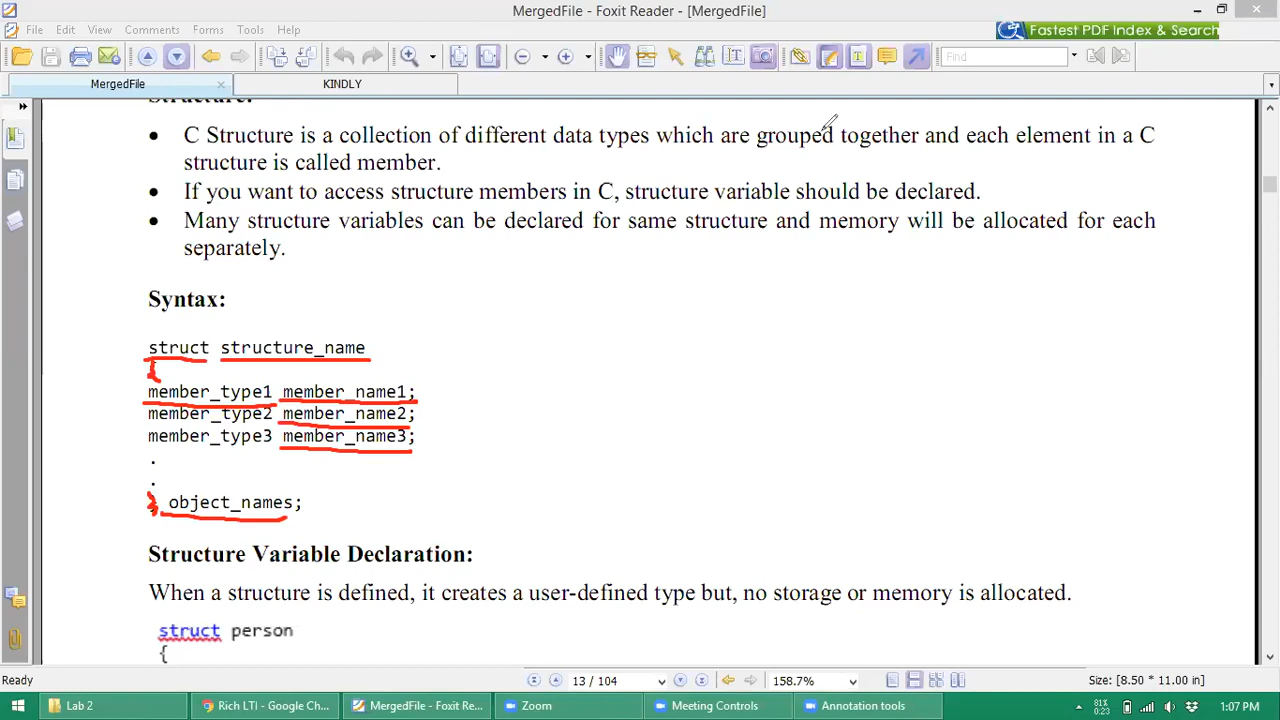 MergedFile - Foxit Reader - [MergedFile]
File Edit View Comments Forms Tools Help
Fastest PDF Index & Search
Find
MergedFile
KINDLY
Structure:
• C Structure is a collection of different data types which are grouped together and each element in a C
structure is called member.
• If you want to access structure members in C, structure variable should be declared.
• Many structure variables can be declared for same structure and memory will be allocated for each
separately.
Syntax:
struct structure_name
{
member_type1 member_name1;
member_type2 member_name2;
member_type3 member_name3;
.
.
} object_names;
Structure Variable Declaration:
When a structure is defined, it creates a user-defined type but, no storage or memory is allocated.
struct person
{
Ready
13 / 104
158.7%
Size: [8.50 * 11.00 in]
Lab 2
Rich LTI - Google Ch...
MergedFile - Foxit Re...
Zoom
Meeting Controls
Annotation tools
81%
0:23
1:07 PM